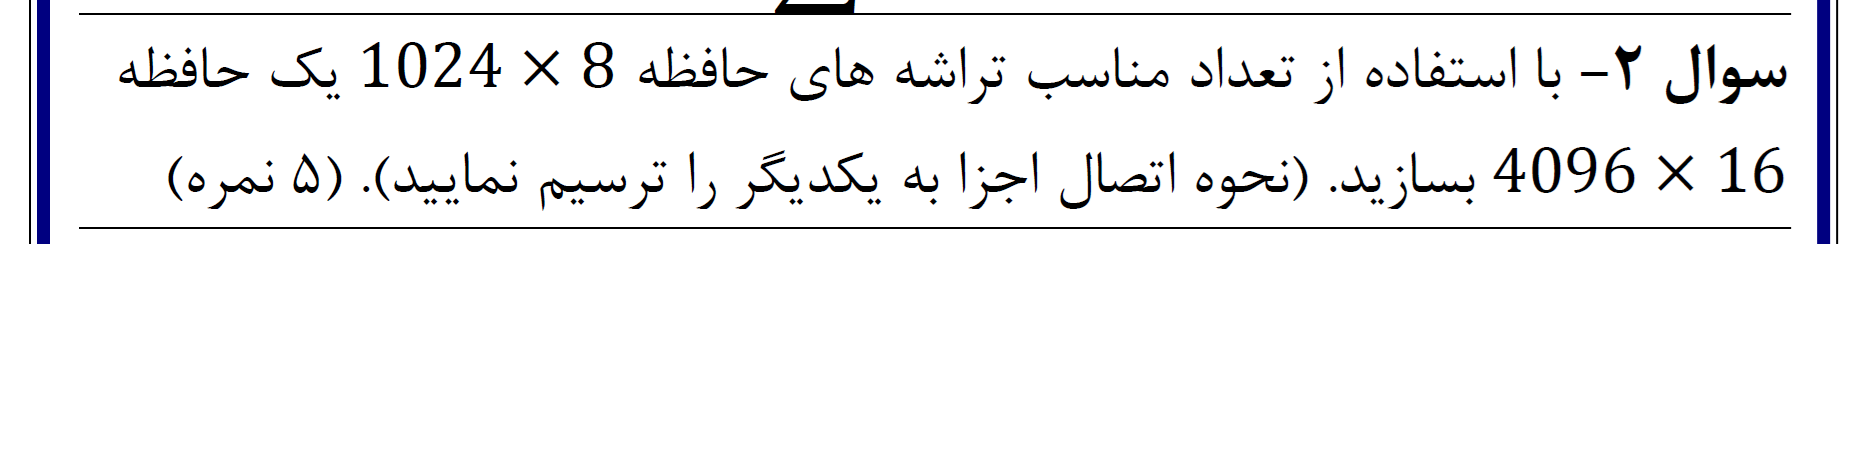 سوال ۲- با استفاده از تعداد مناسب تراشه های حافظه 1024 × 8 یک حافظه
4096 × 16 بسازید. (نحوه اتصال اجزا به یکدیگر را ترسیم نمایید). (۵ نمره)